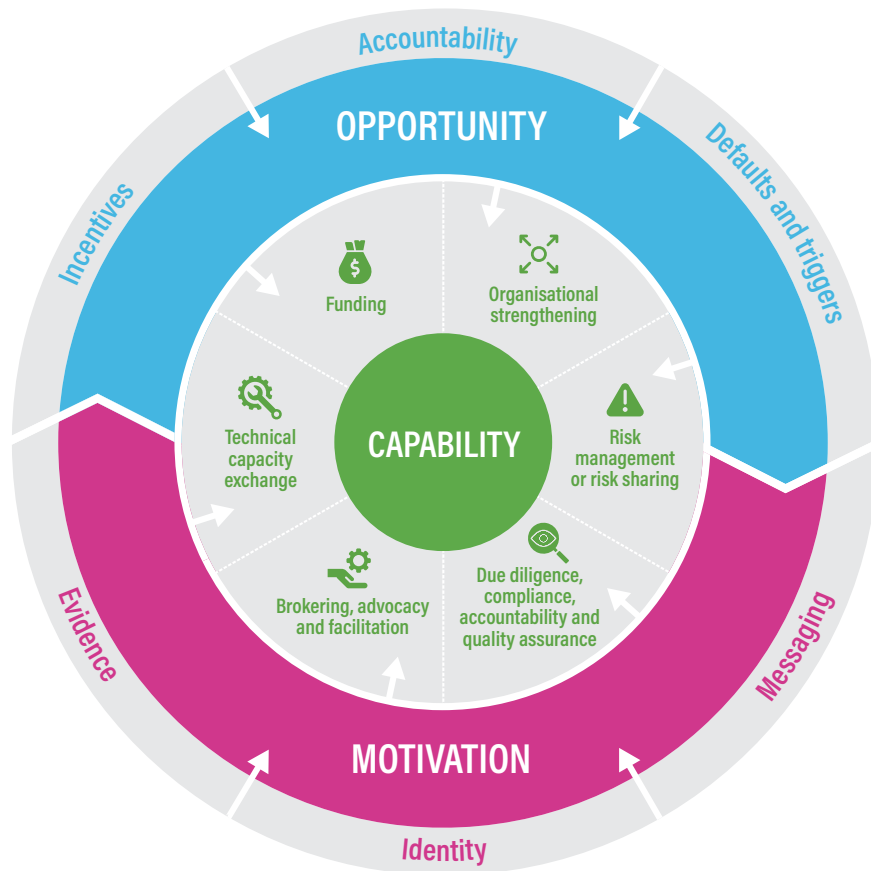 Accountability
OPPORTUNITY
Incentives
Defaults and triggers
$
Funding
Organisational
strengthening
Technical
capacity
exchange
CAPABILITY
!
Risk
management
or risk sharing
Brokering, advocacy
and facilitation
Due diligence,
compliance,
accountability and
quality assurance
Evidence
Messaging
MOTIVATION
Identity